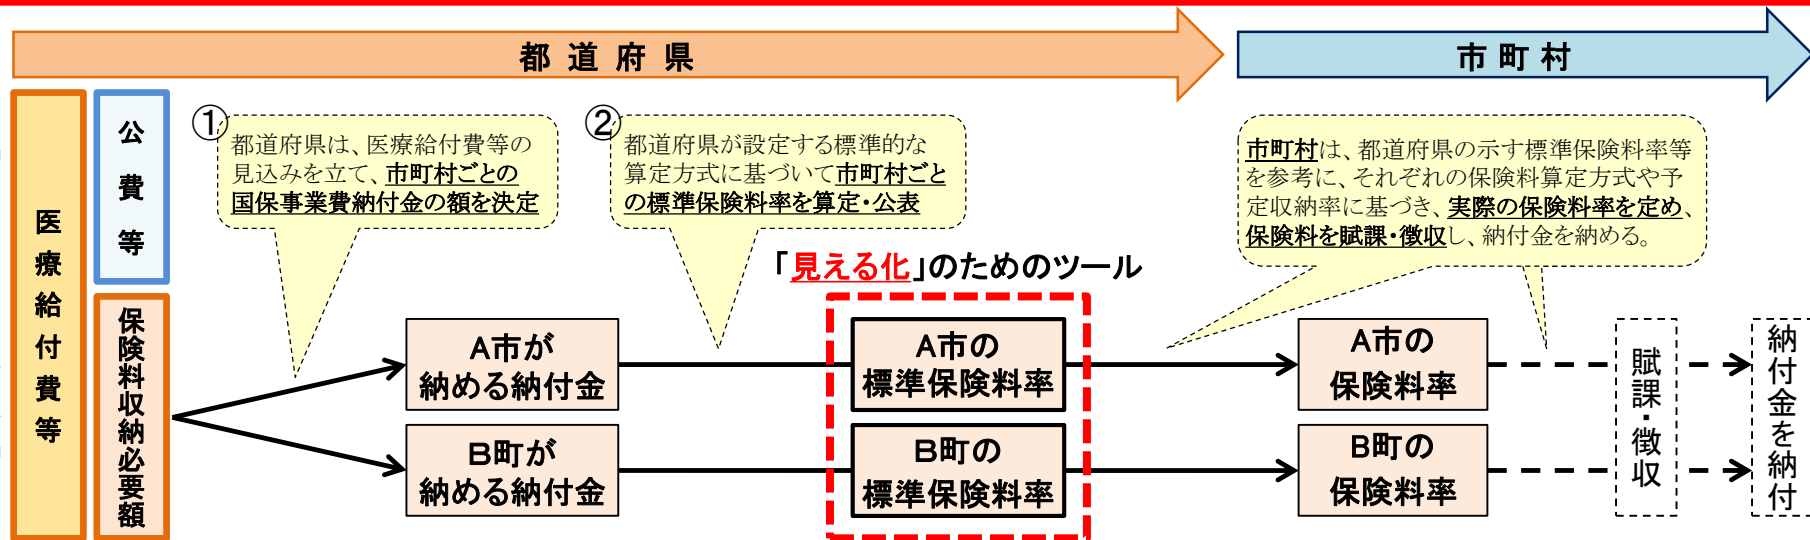 都道府県
市町村
医療給付費等
公費等
保険料収納必要額
①
都道府県は、医療給付費等の
見込みを立て、市町村ごとの
国保事業費納付金の額を決定
②
都道府県が設定する標準的な
算定方式に基づいて市町村ごと
の標準保険料率を算定・公表
市町村は、都道府県の示す標準保険料率等
を参考に、それぞれの保険料算定方式や予
定収納率に基づき、実際の保険料率を定め、
保険料を賦課・徴収し、納付金を納める。
「見える化」のためのツール
A市が
納める納付金
A市の
標準保険料率
A市の
保険料率
B町が
納める納付金
B町の
標準保険料率
B町の
保険料率
賦課・徴収
納付金を納付